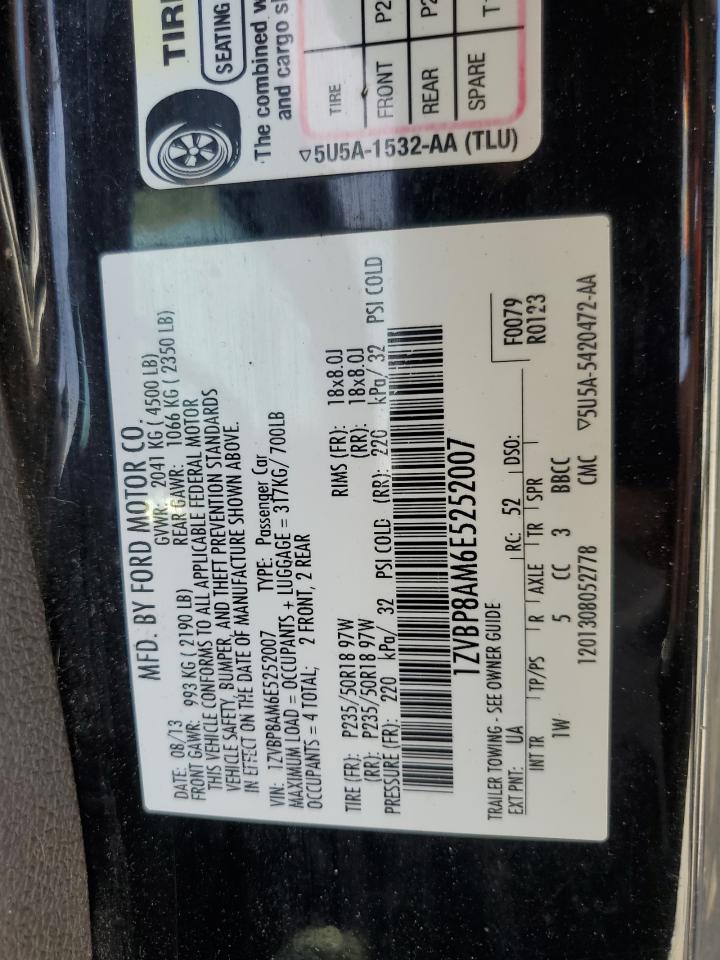 MFD. BY FORD MOTOR CO.
DATE: 08/13 GVWR: 2041 KG ( 4500 LB)
FRONT GAWR: 993 KG ( 2190 LB) REAR GAWR: 1066 KG ( 2350 LB)
THIS VEHICLE CONFORMS TO ALL APPLICABLE FEDERAL MOTOR
VEHICLE SAFETY, BUMPER, AND THEFT PREVENTION STANDARDS
IN EFFECT ON THE DATE OF MANUFACTURE SHOWN ABOVE.
VIN: 1ZVBP8AM6E5252007 TYPE: Passenger Car
MAXIMUM LOAD = OCCUPANTS + LUGGAGE = 317KG/ 700LB
OCCUPANTS = 4 TOTAL; 2 FRONT, 2 REAR
TIRE (FR): P235/50R18 97W RIMS (FR): 18x8.0J
(RR): P235/50R18 97W (RR): 18x8.0J
PRESSURE (FR): 220 kPa/ 32 PSI COLD (RR): 220 kPa/ 32 PSI COLD
1ZVBP8AM6E5252007
TRAILER TOWING - SEE OWNER GUIDE
EXT PNT: UA RC: 52 DSO: F0079
R0123
INT TR TP/PS R AXLE TR SPR
1W 5 CC 3 BBCC
1201308052778 CMC ▽5U5A-5420472-AA
TIRE
SEATING
The combined
and cargo
TIRE
FRONT
REAR
SPARE
▽5U5A-1532-AA (TLU)